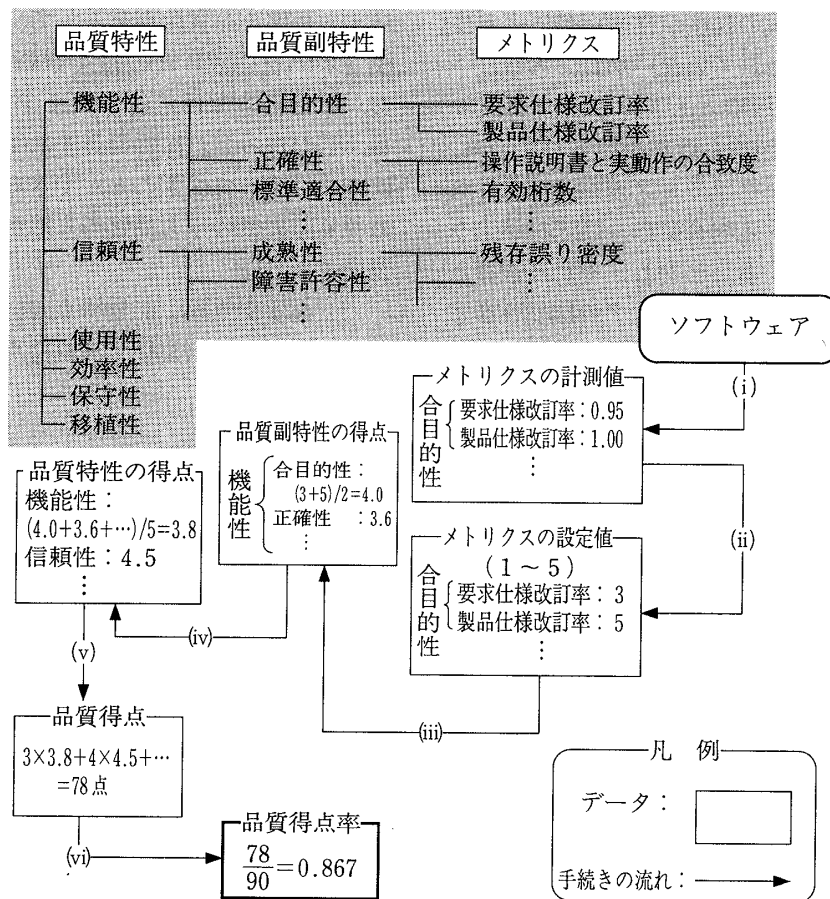 品質特性 品質副特性 メトリクス
機能性 合目的性 要求仕様改訂率
製品仕様改訂率
正確性 操作説明書と実動作の合致度
標準適合性 有効桁数
⋮ ⋮
信頼性 成熟性 残存誤り密度
障害許容性 ⋮
⋮
使用性
効率性
保守性
移植性
ソフトウェア
(i)
メトリクスの計測値
合目的性
要求仕様改訂率:0.95
製品仕様改訂率:1.00
⋮
(ii)
メトリクスの設定値
(1~5)
合目的性
要求仕様改訂率:3
製品仕様改訂率:5
⋮
(iii)
品質副特性の得点
機能性
合目的性:
(3+5)/2=4.0
正確性 :3.6
⋮
(iv)
品質特性の得点
機能性:
(4.0+3.6+…)/5=3.8
信頼性:4.5
⋮
(v)
品質得点
3×3.8+4×4.5+…
=78点
(vi)
品質得点率
78/90=0.867
凡 例
データ:
手続きの流れ: